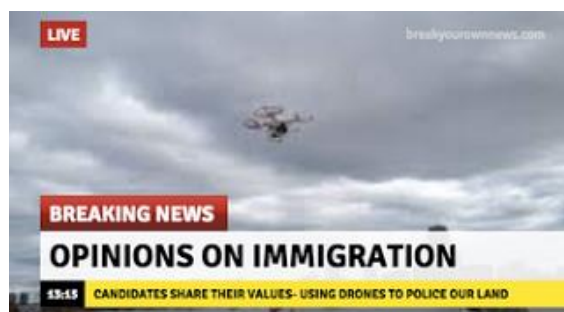 LIVE
breakyourownnews.com
BREAKING NEWS
OPINIONS ON IMMIGRATION
13:15
CANDIDATES SHARE THEIR VALUES- USING DRONES TO POLICE OUR LAND